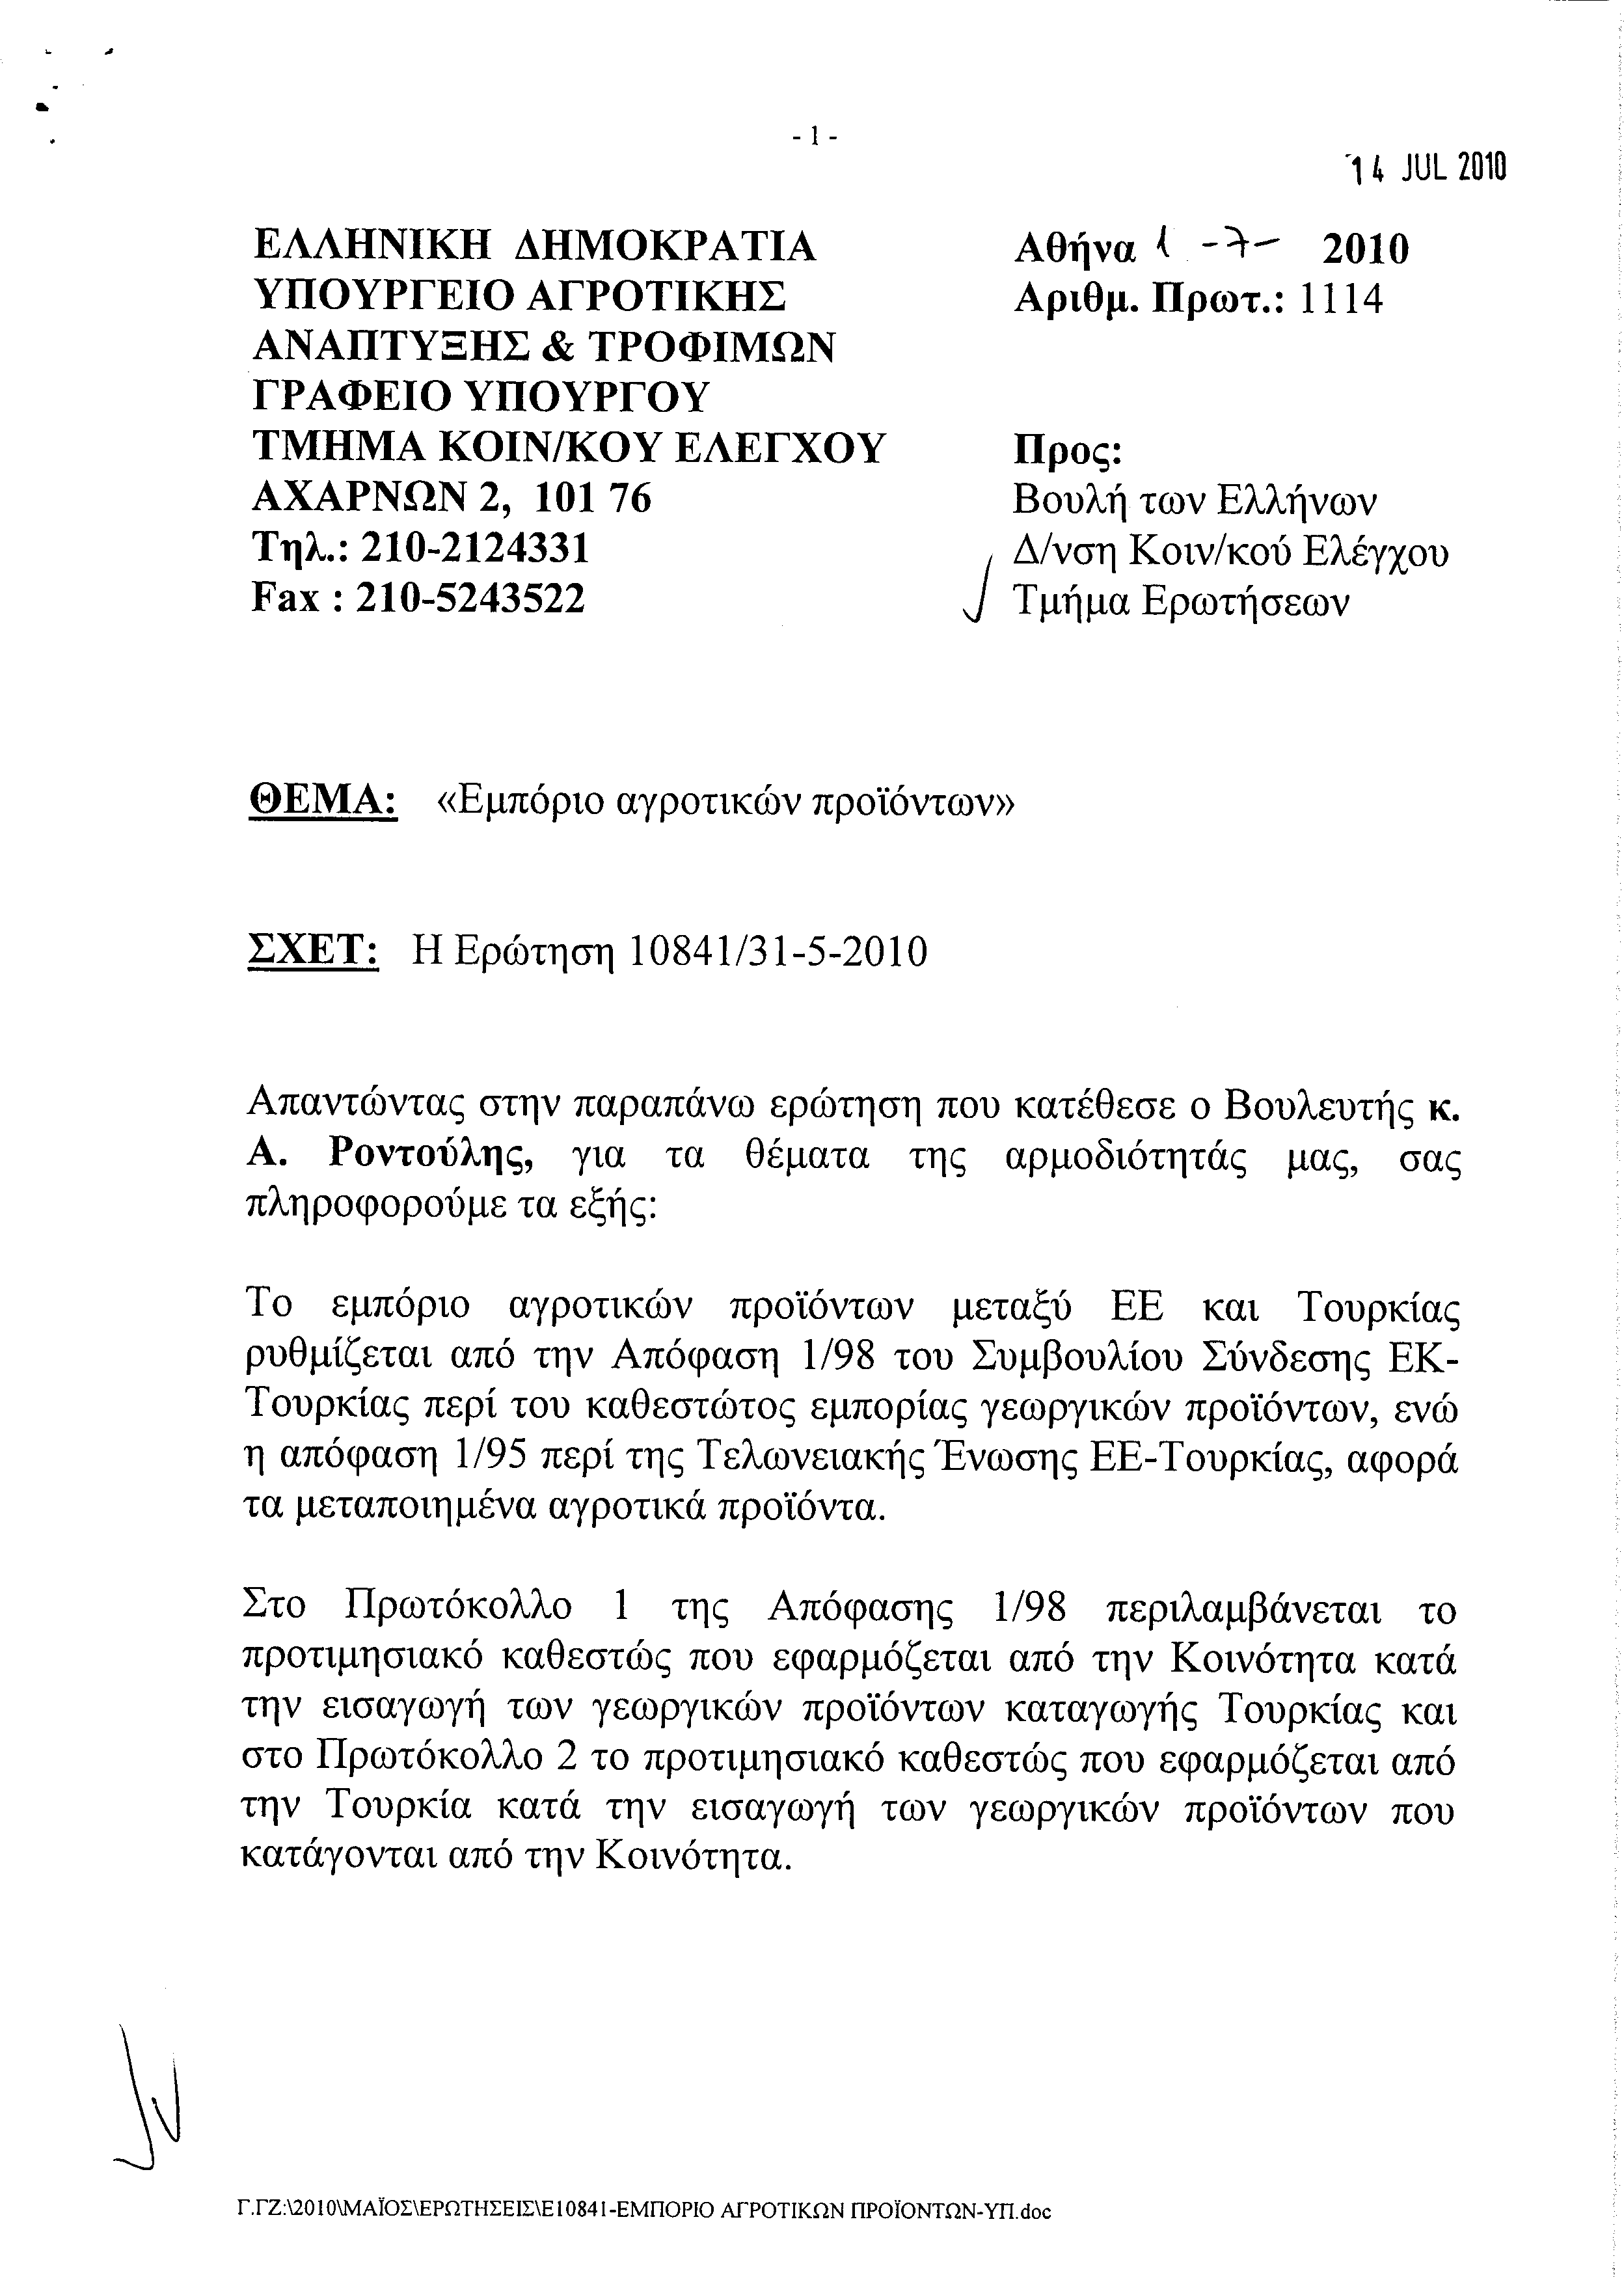 - 1 -
14 JUL 2010
ΕΛΛΗΝΙΚΗ ΔΗΜΟΚΡΑΤΙΑ
ΥΠΟΥΡΓΕΙΟ ΑΓΡΟΤΙΚΗΣ
ΑΝΑΠΤΥΞΗΣ & ΤΡΟΦΙΜΩΝ
ΓΡΑΦΕΙΟ ΥΠΟΥΡΓΟΥ
ΤΜΗΜΑ ΚΟΙΝ/ΚΟΥ ΕΛΕΓΧΟΥ
ΑΧΑΡΝΩΝ 2, 101 76
Τηλ.: 210-2124331
Fax : 210-5243522
Αθήνα 1 -7- 2010
Αριθμ. Πρωτ.: 1114
Προς:
Βουλή των Ελλήνων
Δ/νση Κοιν/κού Ελέγχου
Τμήμα Ερωτήσεων
ΘΕΜΑ: «Εμπόριο αγροτικών προϊόντων»
ΣΧΕΤ: Η Ερώτηση 10841/31-5-2010
Απαντώντας στην παραπάνω ερώτηση που κατέθεσε ο Βουλευτής κ.
Α. Ροντούλης, για τα θέματα της αρμοδιότητάς μας, σας
πληροφορούμε τα εξής:
Το εμπόριο αγροτικών προϊόντων μεταξύ ΕΕ και Τουρκίας
ρυθμίζεται από την Απόφαση 1/98 του Συμβουλίου Σύνδεσης ΕΚ-
Τουρκίας περί του καθεστώτος εμπορίας γεωργικών προϊόντων, ενώ
η απόφαση 1/95 περί της Τελωνειακής Ένωσης ΕΕ-Τουρκίας, αφορά
τα μεταποιημένα αγροτικά προϊόντα.
Στο Πρωτόκολλο 1 της Απόφασης 1/98 περιλαμβάνεται το
προτιμησιακό καθεστώς που εφαρμόζεται από την Κοινότητα κατά
την εισαγωγή των γεωργικών προϊόντων καταγωγής Τουρκίας και
στο Πρωτόκολλο 2 το προτιμησιακό καθεστώς που εφαρμόζεται από
την Τουρκία κατά την εισαγωγή των γεωργικών προϊόντων που
κατάγονται από την Κοινότητα.
Γ.ΓΖ:\2010\ΜΑΪΟΣ\ΕΡΩΤΗΣΕΙΣ\Ε10841-ΕΜΠΟΡΙΟ ΑΓΡΟΤΙΚΩΝ ΠΡΟΪΟΝΤΩΝ-ΥΠ.doc